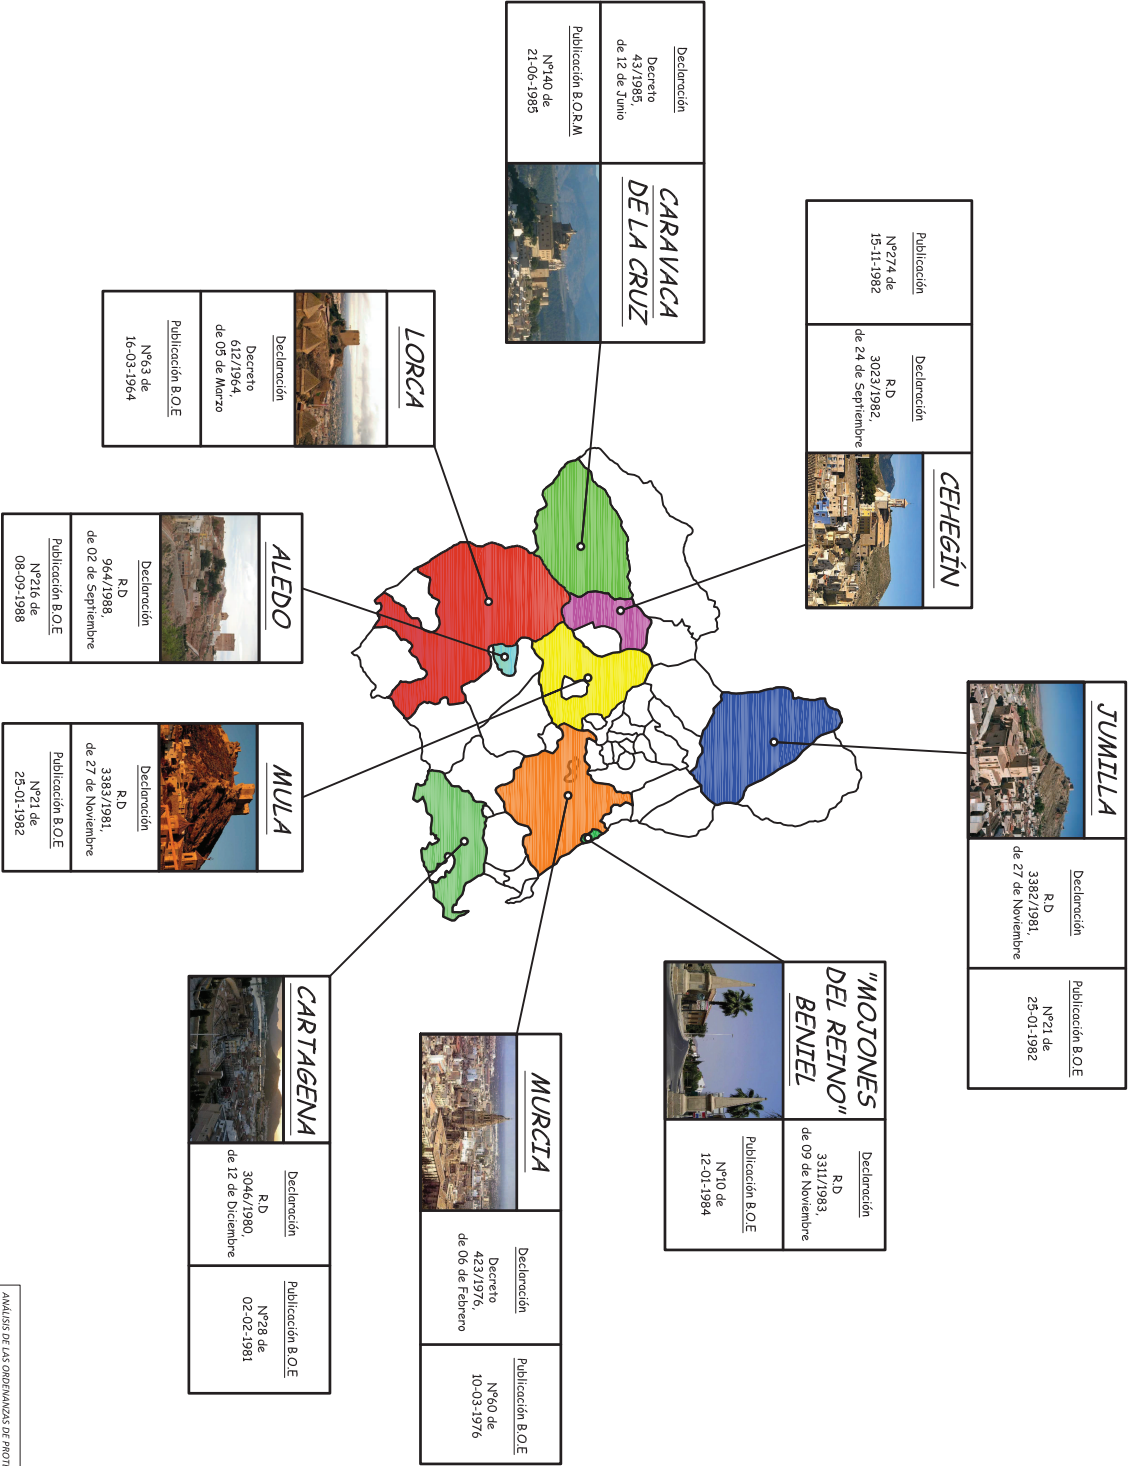 CARAVACA
DE LA CRUZ
Declaración
Decreto
43/1985,
de 12 de Junio
Publicación B.O.R.M
Nº140 de
21-06-1985
CEHEGÍN
Declaración
R.D
3023/1982,
de 24 de Septiembre
Publicación
Nº274 de
15-11-1982
JUMILLA
Declaración
R.D
3382/1981,
de 27 de Noviembre
Publicación B.O.E
Nº21 de
25-01-1982
"MOJONES
DEL REINO"
BENIEL
Declaración
R.D
3311/1983,
de 09 de Noviembre
Publicación B.O.E
Nº10 de
12-01-1984
LORCA
Declaración
Decreto
612/1964,
de 05 de Marzo
Publicación B.O.E
Nº63 de
16-03-1964
ALEDO
Declaración
R.D
964/1988,
de 02 de Septiembre
Publicación B.O.E
Nº216 de
08-09-1988
MULA
Declaración
R.D
3383/1981,
de 27 de Noviembre
Publicación B.O.E
Nº21 de
25-01-1982
CARTAGENA
Declaración
R.D
3046/1980,
de 12 de Diciembre
Publicación B.O.E
Nº28 de
02-02-1981
MURCIA
Declaración
Decreto
423/1976,
de 06 de Febrero
Publicación B.O.E
Nº60 de
10-03-1976
ANÁLISIS DE LAS ORDENANZAS DE PROT